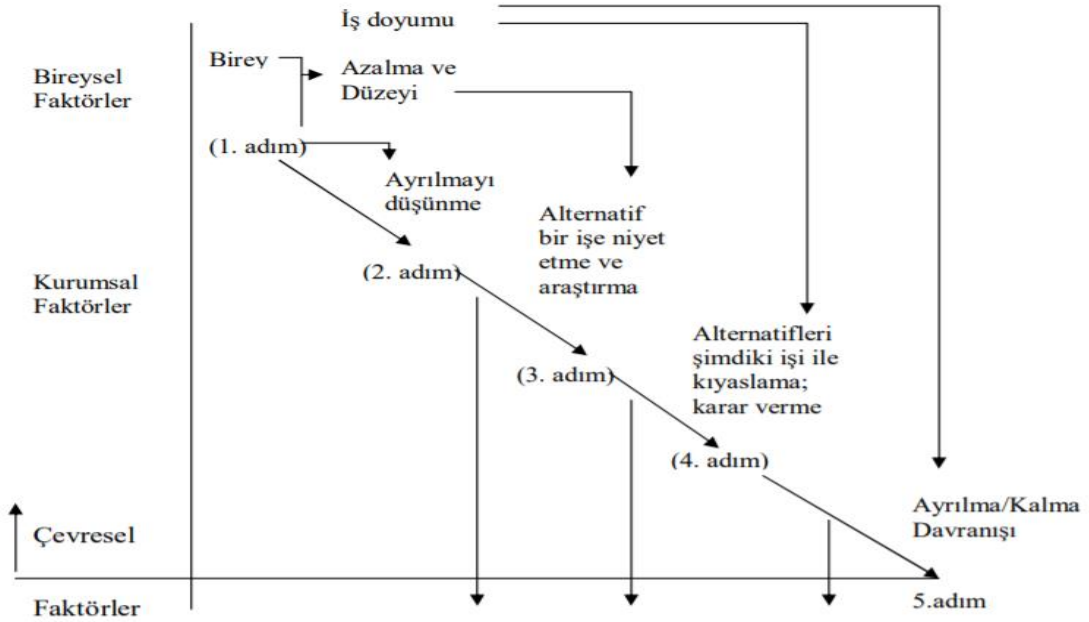 İş doyumu
Birey
Azalma ve
Düzeyi
Bireysel
Faktörler
(1. adım)
Ayrılmayı
düşünme
Alternatif
bir işe niyet
etme ve
araştırma
(2. adım)
Kurumsal
Faktörler
Alternatifleri
şimdiki işi ile
kıyaslama;
karar verme
(3. adım)
(4. adım)
Ayrılma/Kalma
Davranışı
Çevresel
Faktörler
5.adım